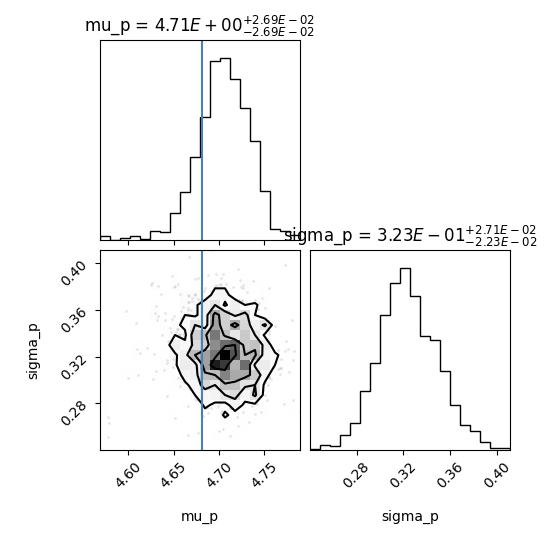 mu_p = 4.71E + 00 +2.69E − 02 −2.69E − 02
sigma_p = 3.23E − 01 +2.71E − 02 −2.23E − 02
0.40
0.36
0.32
0.28
sigma_p
4.60 4.65 4.70 4.75
0.28 0.32 0.36 0.40
mu_p
sigma_p